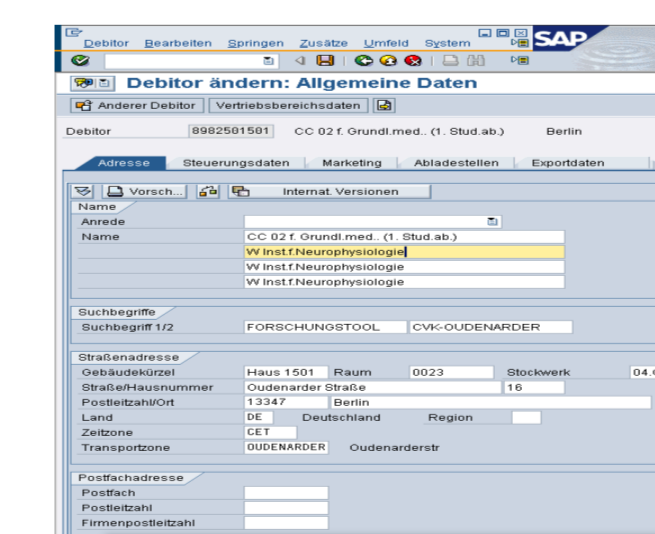 Debitor Bearbeiten Springen Zusätze Umfeld System
SAP
Debitor ändern: Allgemeine Daten
Anderer Debitor Vertriebsbereichsdaten
Debitor 8982501501 CC 02 f. Grundl.med.. (1. Stud.ab.) Berlin
Adresse Steuerungsdaten Marketing Abladestellen Exportdaten
Vorsch... Internat. Versionen
Name
Anrede
Name CC 02 f. Grundl.med.. (1. Stud.ab.)
W Inst.f.Neurophysiologie
W Inst.f.Neurophysiologie
W Inst.f.Neurophysiologie
Suchbegriffe
Suchbegriff 1/2 FORSCHUNGSTOOL CVK-OUDENARDER
Straßenadresse
Gebäudekürzel Haus 1501 Raum 0023 Stockwerk 04.
Straße/Hausnummer Oudenarder Straße 16
Postleitzahl/Ort 13347 Berlin
Land DE Deutschland Region
Zeitzone CET
Transportzone OUDENARDER Oudenarderstr
Postfachadresse
Postfach
Postleitzahl
Firmenpostleitzahl